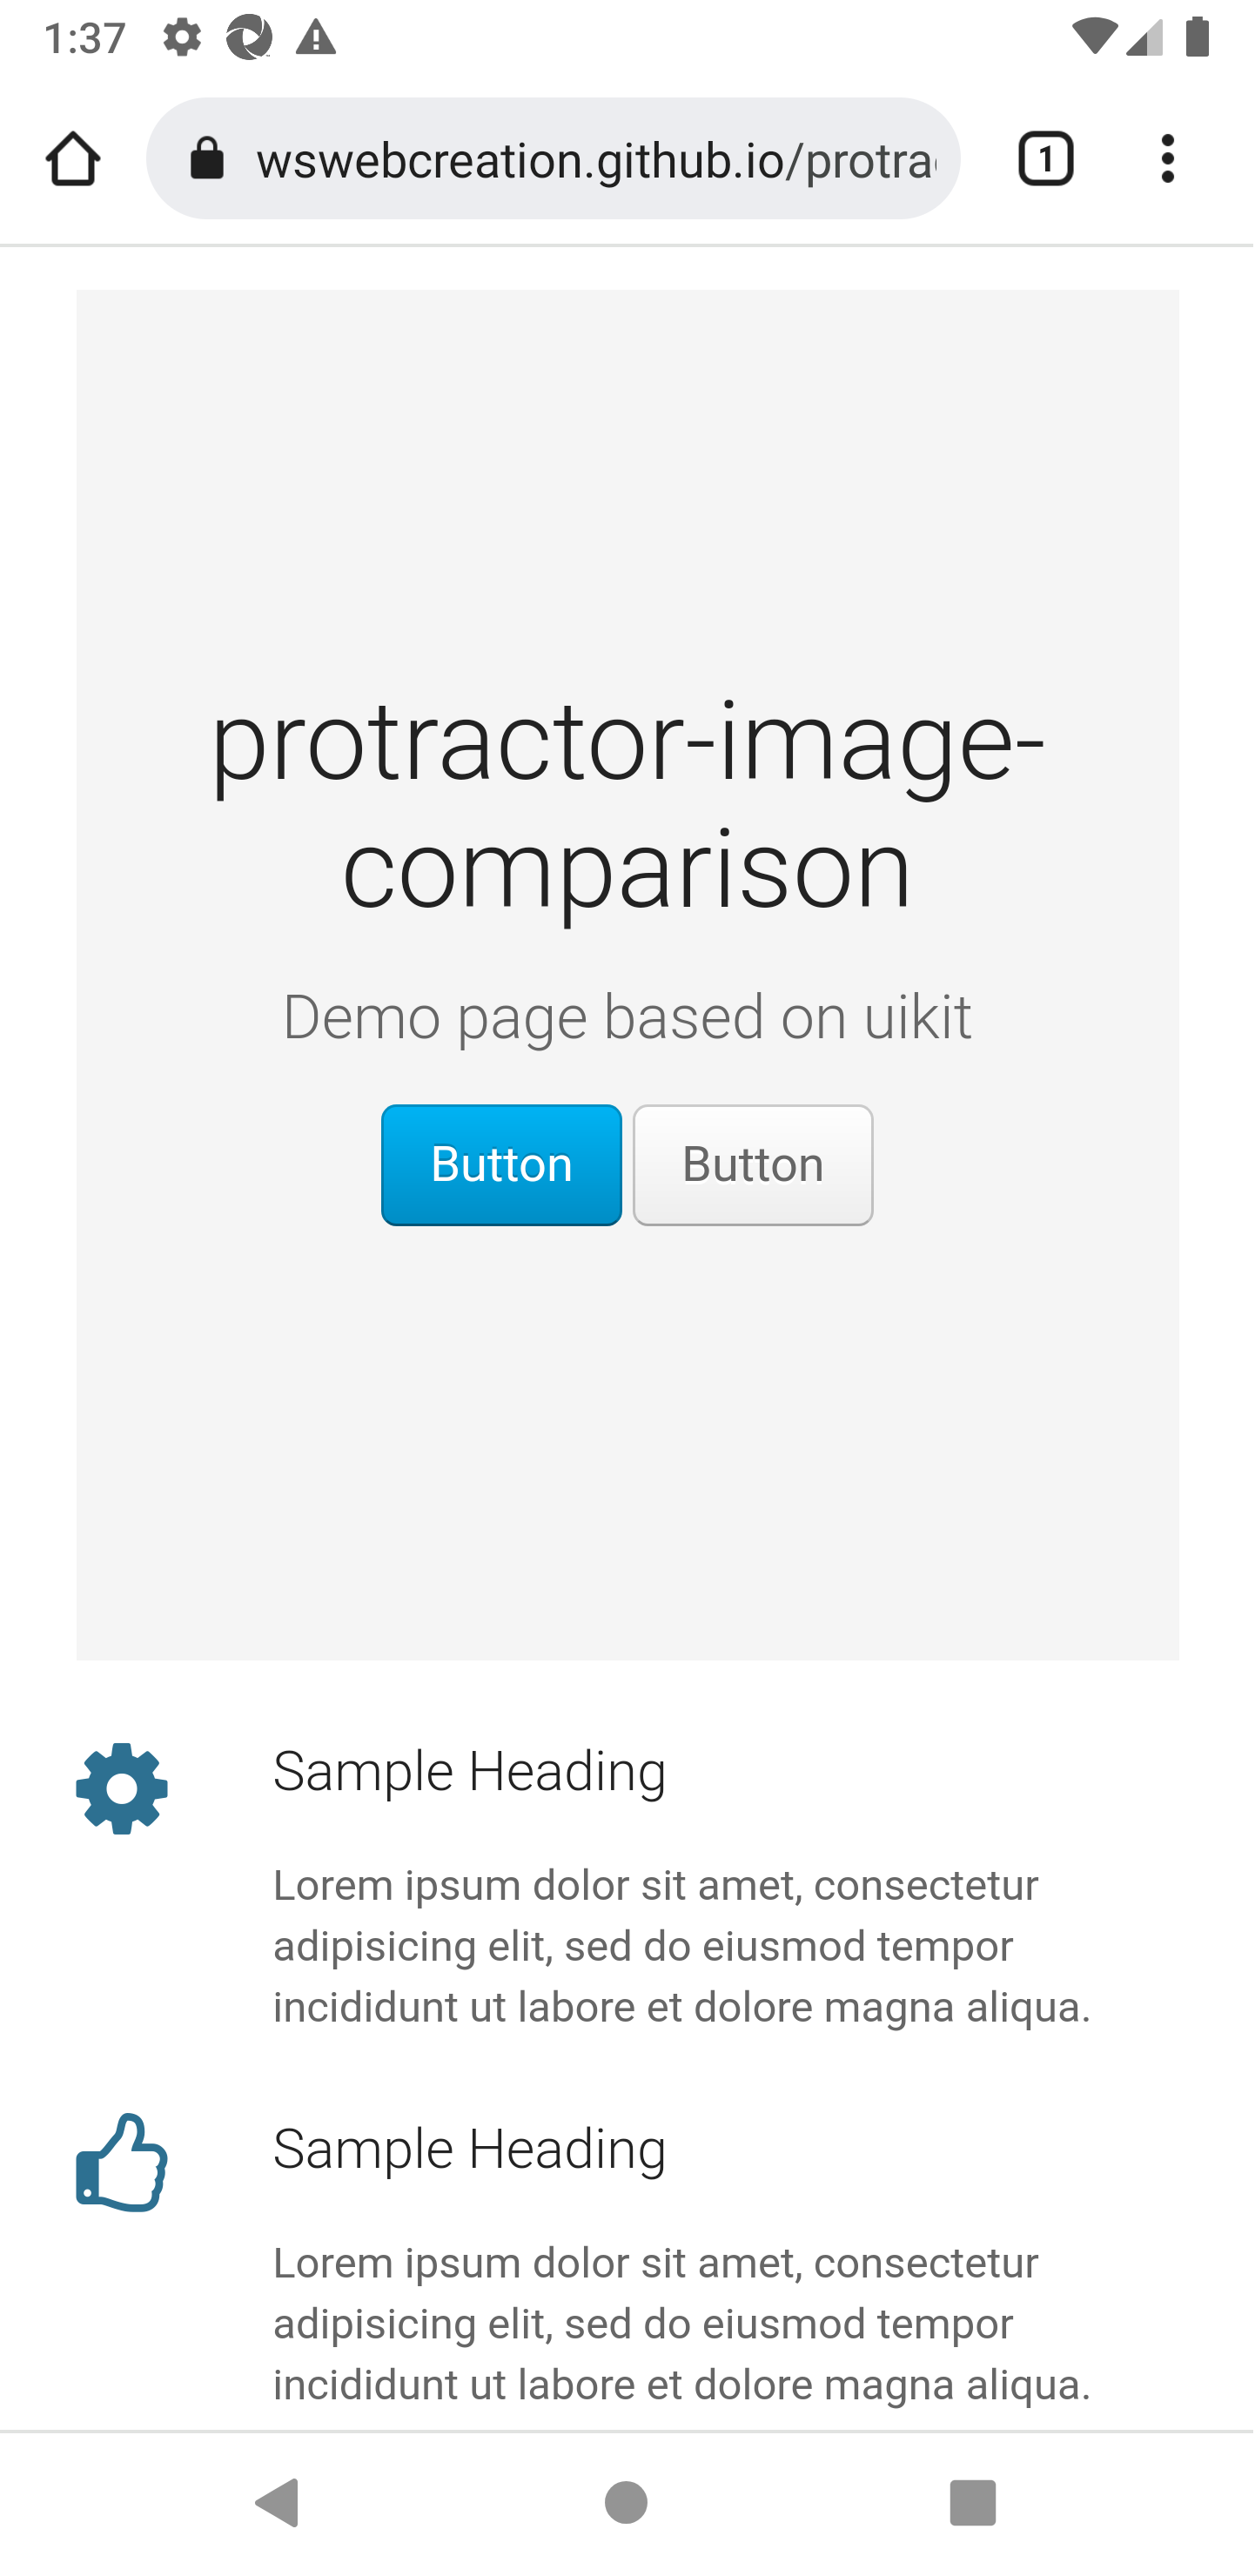 1:37
wswebcreation.github.io/protra
1
protractor-image-
comparison
Demo page based on uikit
Button Button
Sample Heading
Lorem ipsum dolor sit amet, consectetur
adipisicing elit, sed do eiusmod tempor
incididunt ut labore et dolore magna aliqua.
Sample Heading
Lorem ipsum dolor sit amet, consectetur
adipisicing elit, sed do eiusmod tempor
incididunt ut labore et dolore magna aliqua.